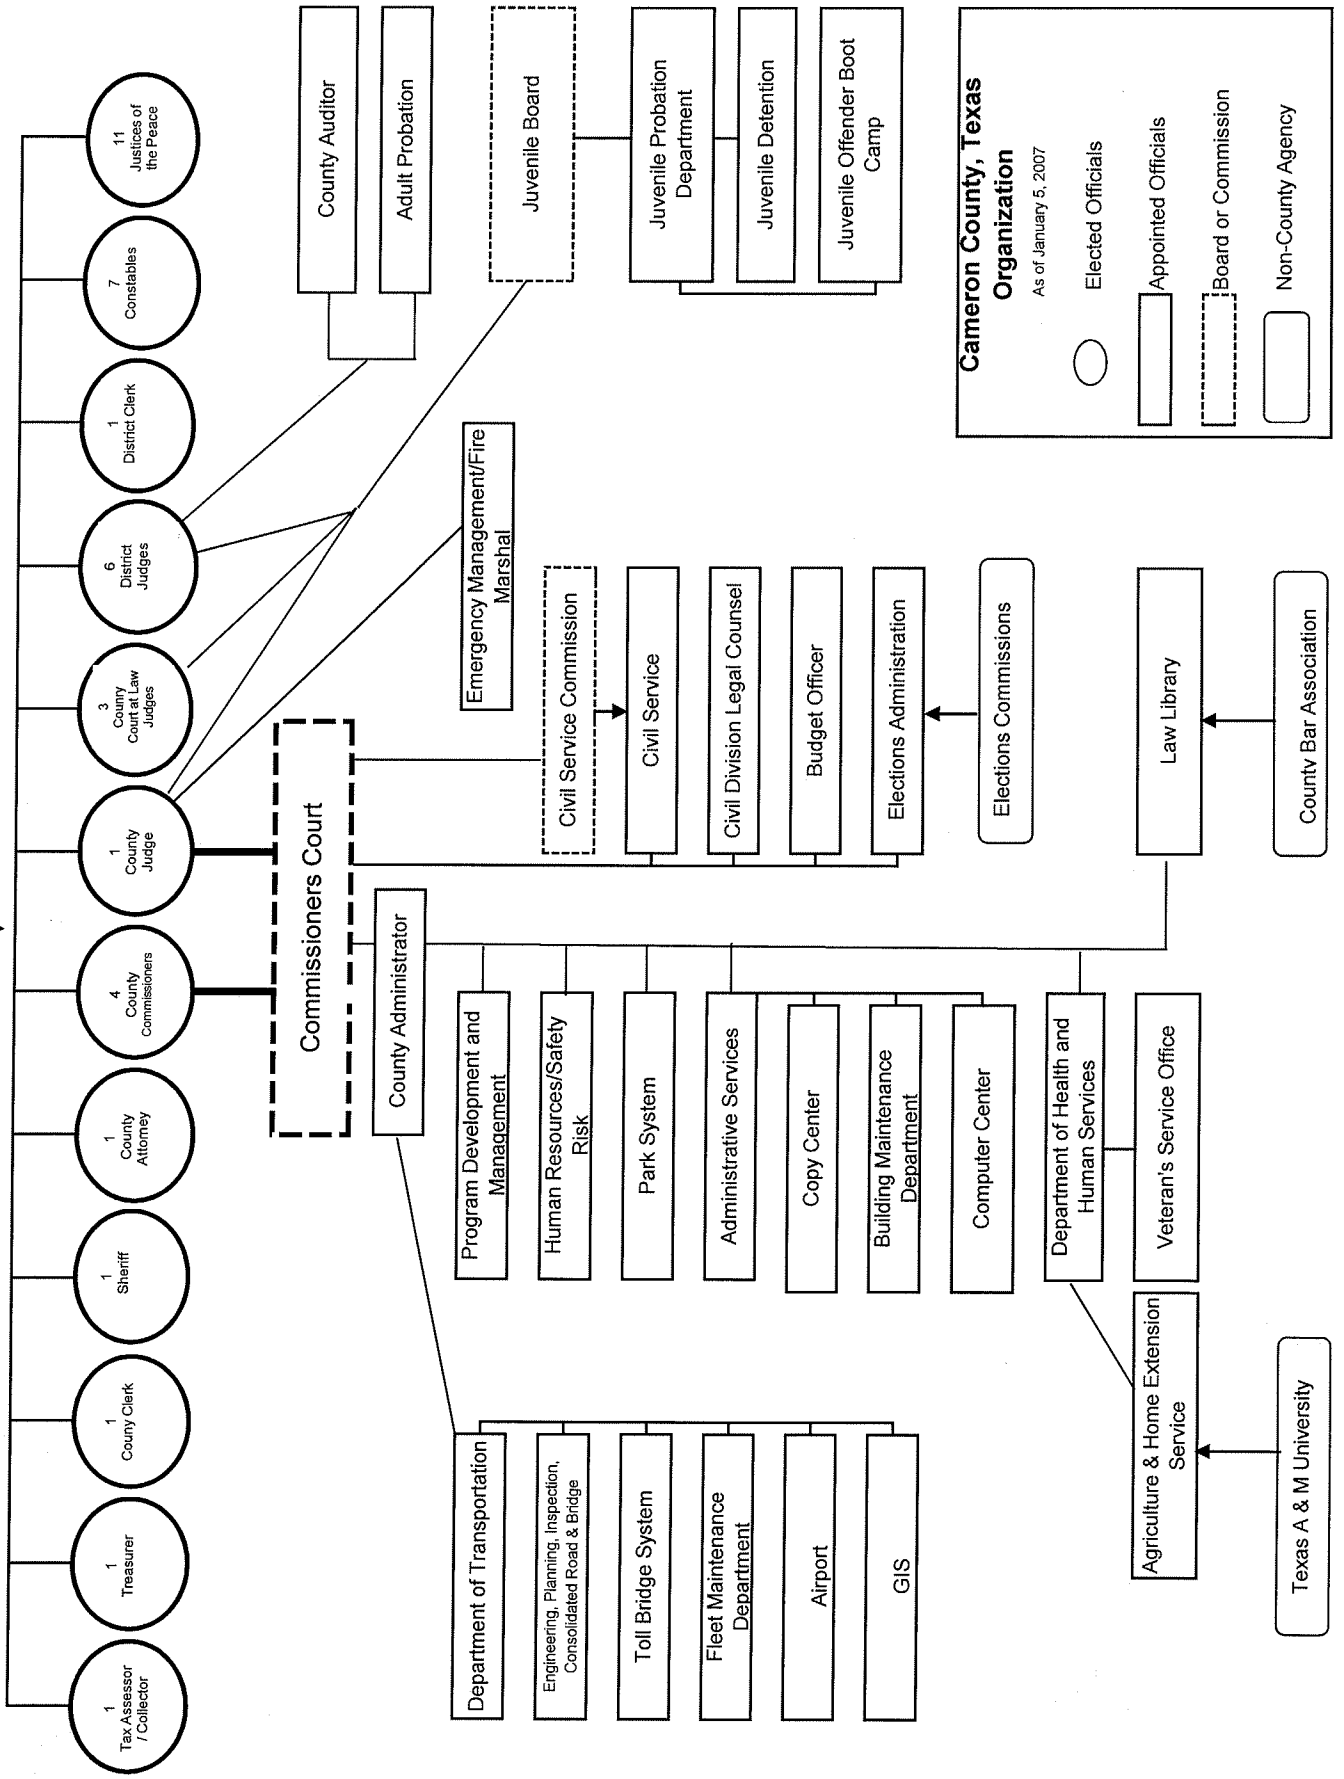 1
Tax Assessor
/ Collector
1
Treasurer
1
Couny Clerk
1
Sheriff
1
County
Attorney
4
County
Commissioners
1
County
Judge
3
Counry
Court at Law
Judges
6
District
Judges
1
District Clerk
7
Constables
11
Justices of
the Peace
Commissioners Court
County Auditor
Adult Probation
County Administrator
Emergency Management/Fire
Marshal
Juvenile Board
Department of Transportation
Engineering, Planning, Inspection,
Consolidated Road & Bridge
Toll Bridge System
Fleet Maintenance
Department
Airport
GIS
Program Development and
Management
Human Resources/Safety
Risk
Park System
Administrative Services
Copy Center
Building Maintenance
Department
Computer Center
Department of Health and
Human Services
Veteran's Service Office
Agriculture & Home Extension
Service
Texas A & M University
Civil Service Commission
Civil Service
Civil Division Legal Counsel
Budget Officer
Elections Administration
Elections Commissions
Law Library
County Bar Association
Juvenile Probation
Department
Juvenile Detention
Juvenile Offender Boot
Camp
Cameron County, Texas
Organization
As of January 5, 2007
Elected Officials
Appointed Officials
Board or Commission
Non-County Agency